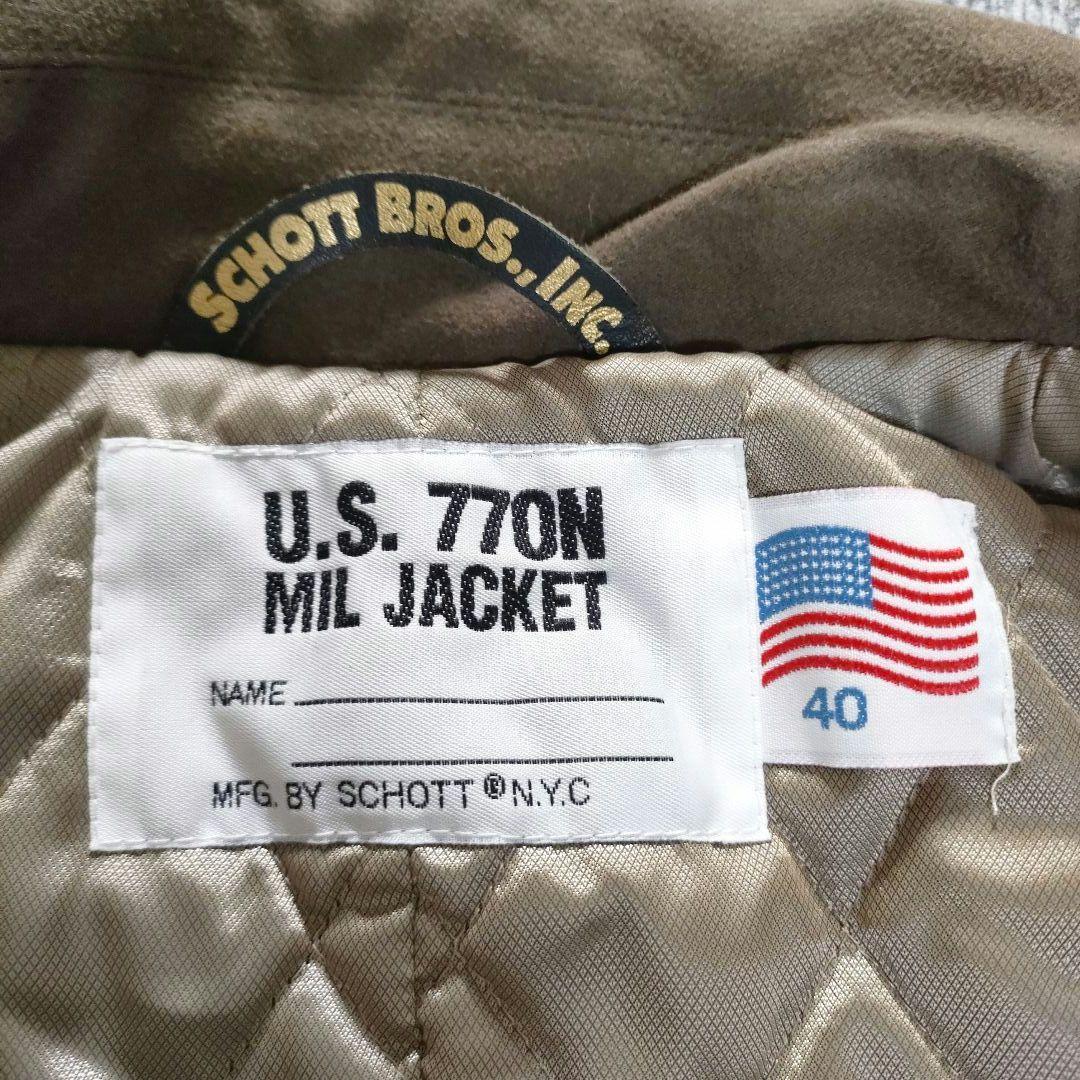 SCHOTT BROS., INC.
U.S. 770N
MIL JACKET
NAME
MFG. BY SCHOTT ® N.Y.C
40